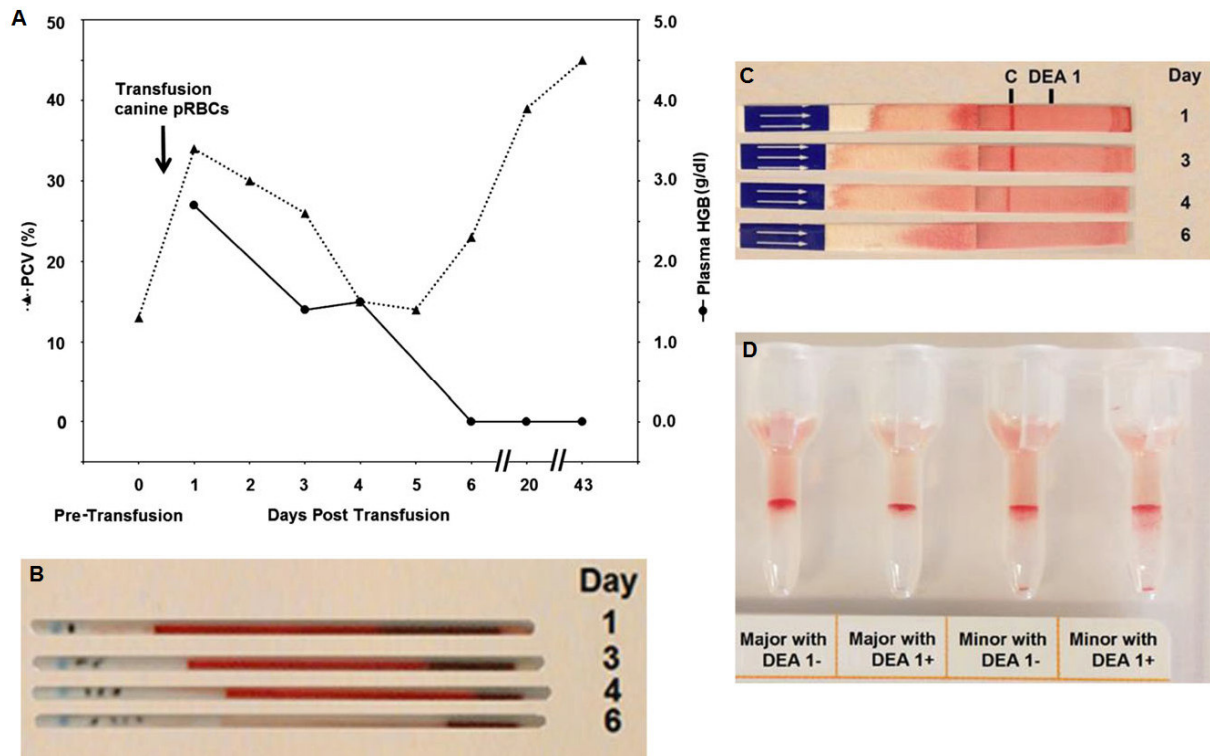 A
50
40
30
20
10
0
PCV (%)
Transfusion
canine pRBCs
5.0
4.0
3.0
2.0
1.0
0.0
Plasma HGB (g/dl)
0 1 2 3 4 5 6 20 43
Pre-Transfusion Days Post Transfusion
B
Day
1
3
4
6
C
C DEA 1 Day
1
3
4
6
D
Major with
DEA 1-
Major with
DEA 1+
Minor with
DEA 1-
Minor with
DEA 1+